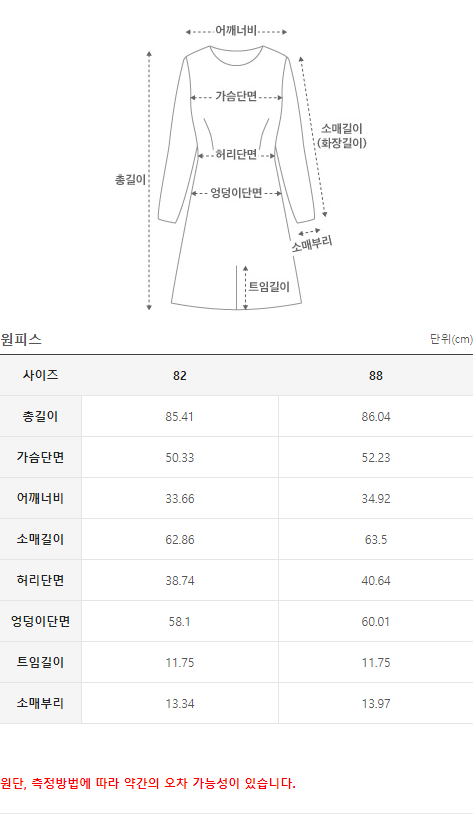 어깨너비
가슴단면
소매길이
(화장길이)
허리단면
총길이
엉덩이단면
소매부리
트임길이
원피스 단위(cm)
사이즈 82 88
총길이 85.41 86.04
가슴단면 50.33 52.23
어깨너비 33.66 34.92
소매길이 62.86 63.5
허리단면 38.74 40.64
엉덩이단면 58.1 60.01
트임길이 11.75 11.75
소매부리 13.34 13.97
원단, 측정방법에 따라 약간의 오차 가능성이 있습니다.